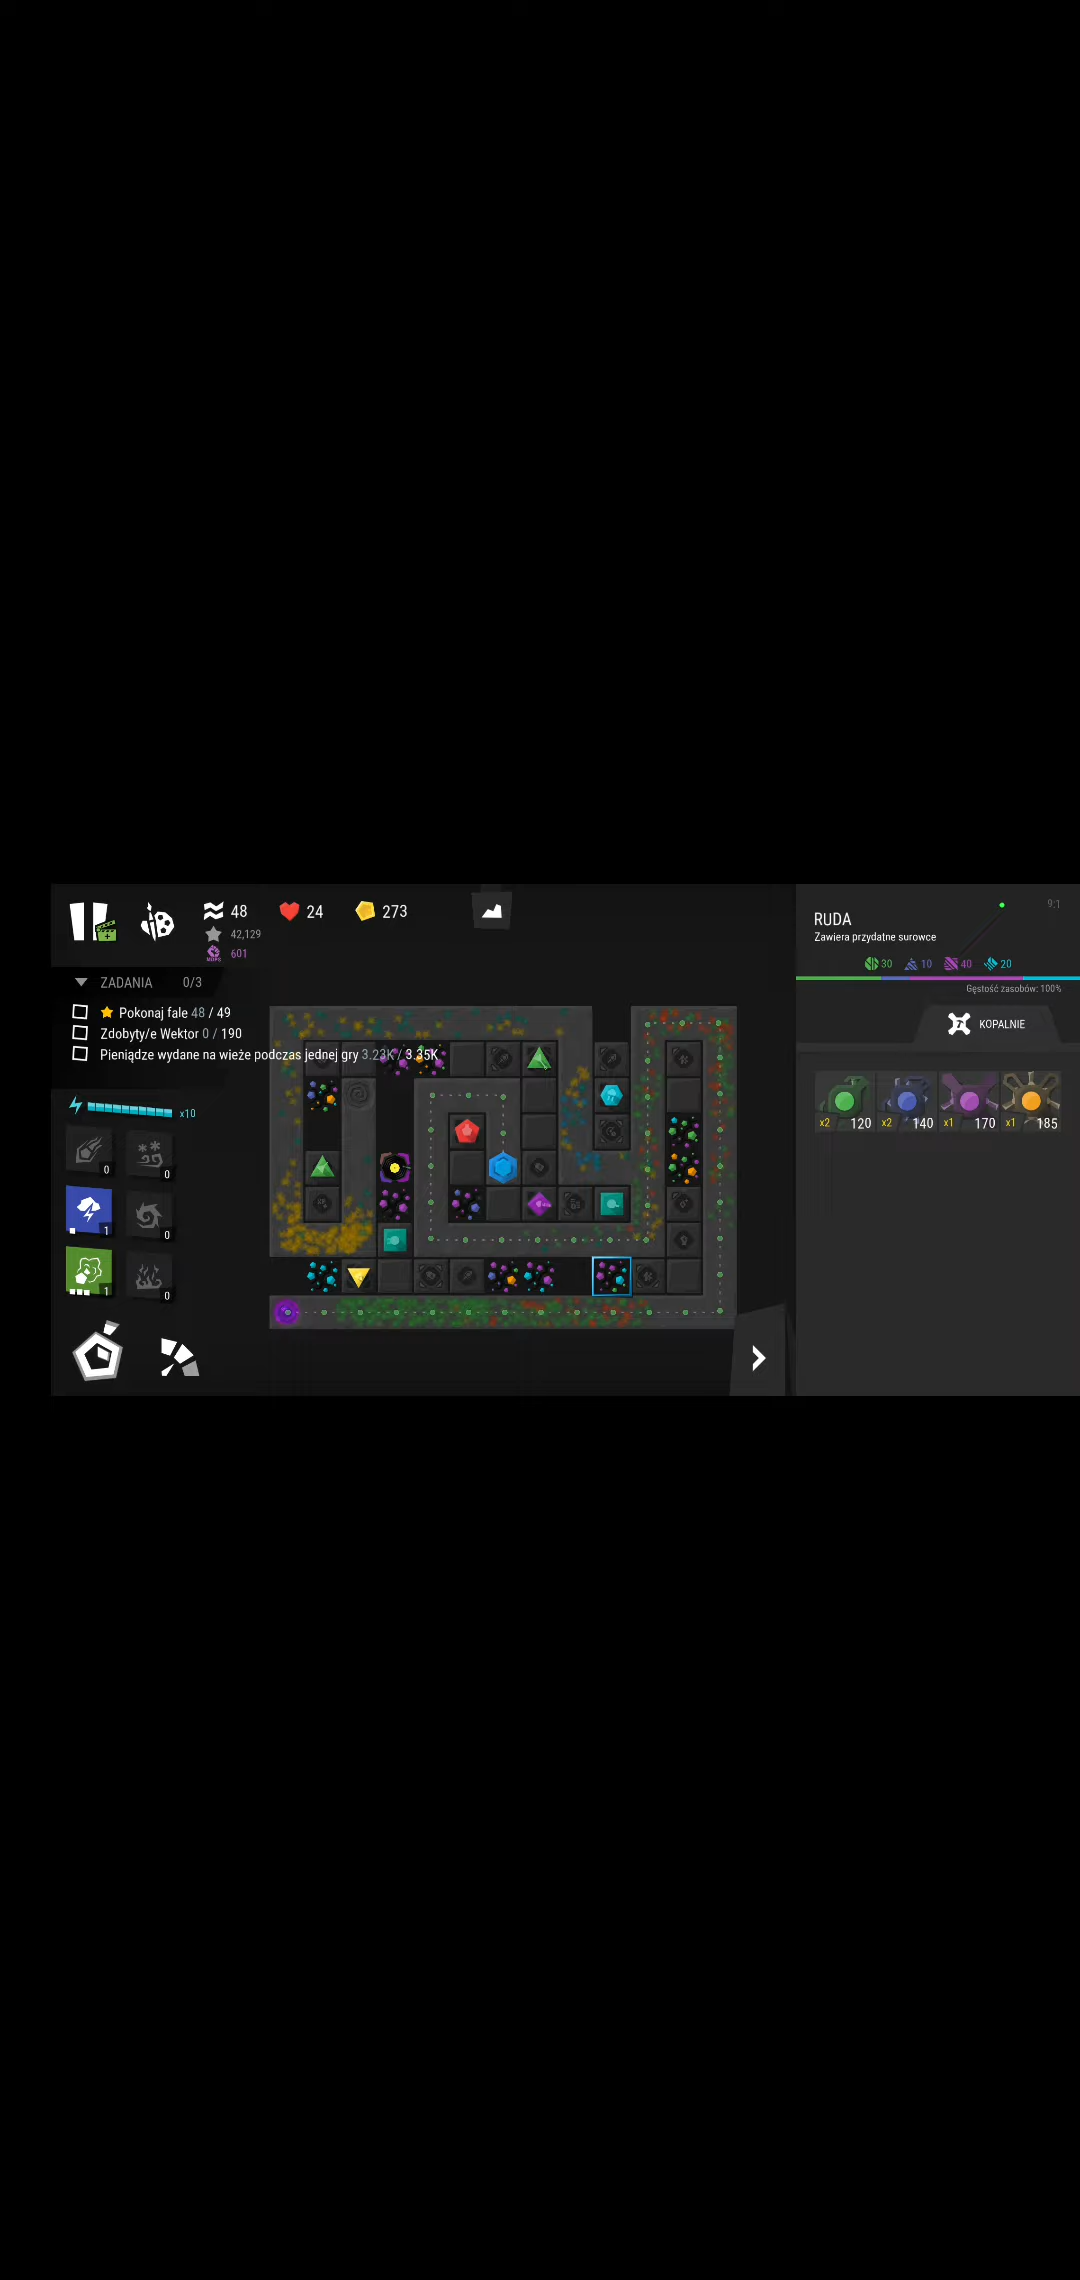 48
24
273
42,129
601
ZADANIA 0/3
Pokonaj fale 48 / 49
Zdobyty/e Wektor 0 / 190
Pieniądze wydane na wieże podczas jednej gry 3.23K / 3.35K
x10
0
0
1
0
1
0
9:1
RUDA
Zawiera przydatne surowce
30 10 40 20
Gęstość zasobów: 100%
KOPALNIE
x2 120 x2 140 x1 170 x1 185